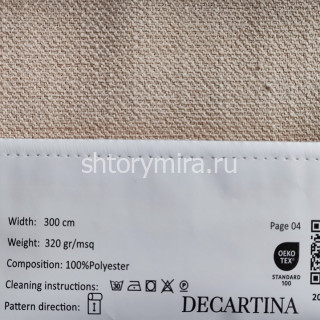 shtorymira.ru
Width: 300 cm
Page 04
Weight: 320 gr/msq
OEKO
TEX®
STANDARD
100
Composition: 100%Polyester
Cleaning instructions:
Pattern direction:
DECARTINA
20